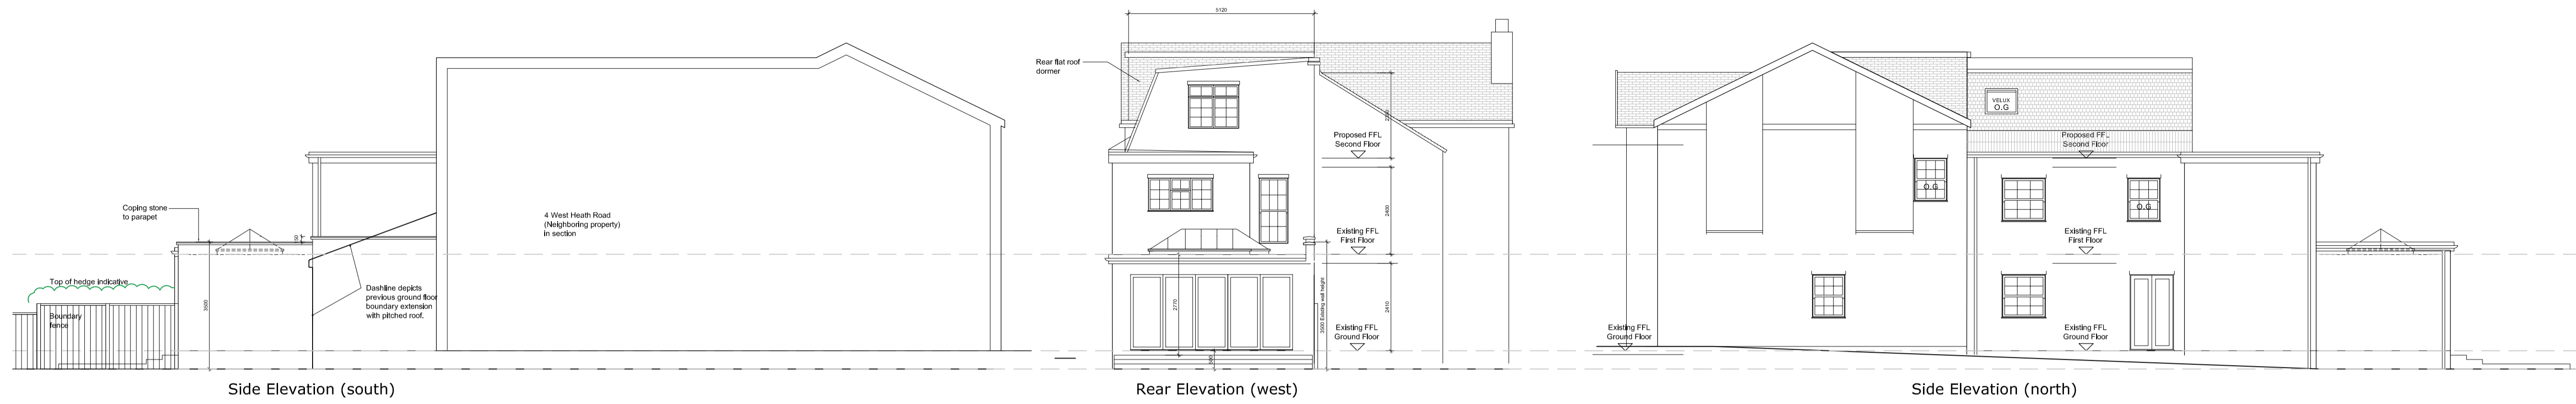 Coping stone
to parapet
150
3500
Top of hedge indicative
Boundary
fence
Dashline depicts
previous ground floor
boundary extension
with pitched roof.
4 West Heath Road
(Neighboring property)
in section
Side Elevation (south)
5120
Rear flat roof
dormer
Proposed FFL
Second Floor
2400
Existing FFL
First Floor
2770
3500 Existing wall height
2410
Existing FFL
Ground Floor
Rear Elevation (west)
VELUX
O.G
Proposed FFL
Second Floor
O.G
O.G
Existing FFL
First Floor
Existing FFL
Ground Floor
Existing FFL
Ground Floor
Side Elevation (north)